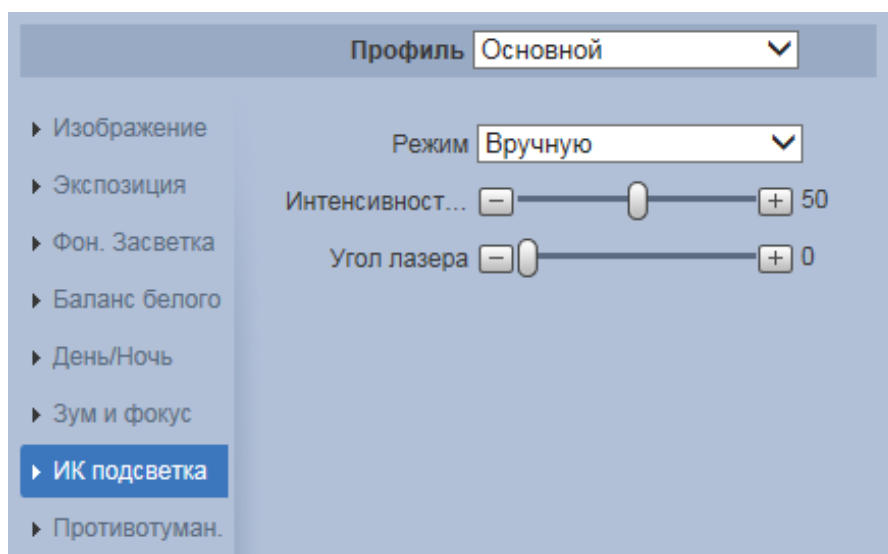 Профиль Основной
Изображение
Режим Вручную
Экспозиция
Интенсивност... 50
Фон. Засветка
Угол лазера 0
Баланс белого
День/Ночь
Зум и фокус
ИК подсветка
Противотуман.